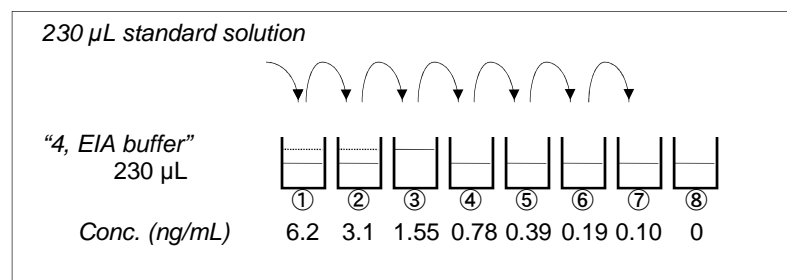 230 µL standard solution
“4, EIA buffer”
230 µL
① ② ③ ④ ⑤ ⑥ ⑦ ⑧
Conc. (ng/mL) 6.2 3.1 1.55 0.78 0.39 0.19 0.10 0